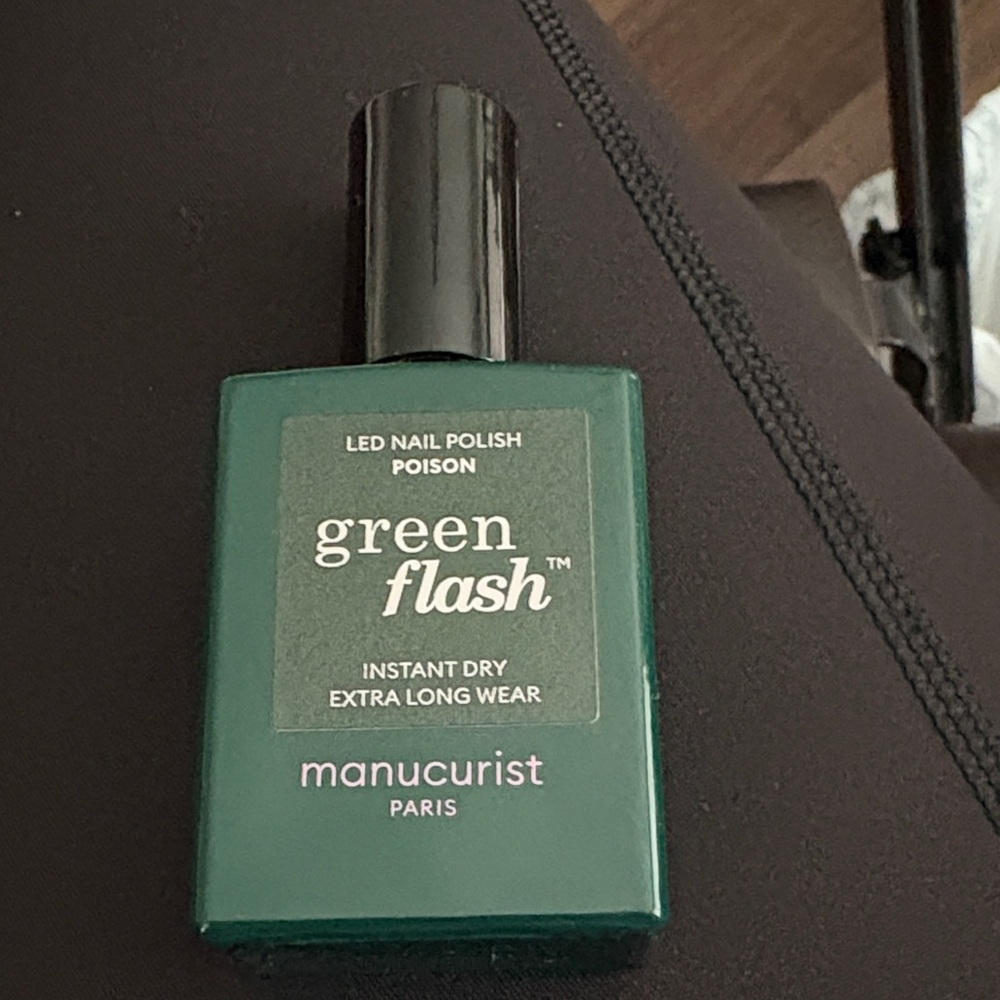 LED NAIL POLISH
POISON
green
flash™
INSTANT DRY
EXTRA LONG WEAR
manucurist
PARIS